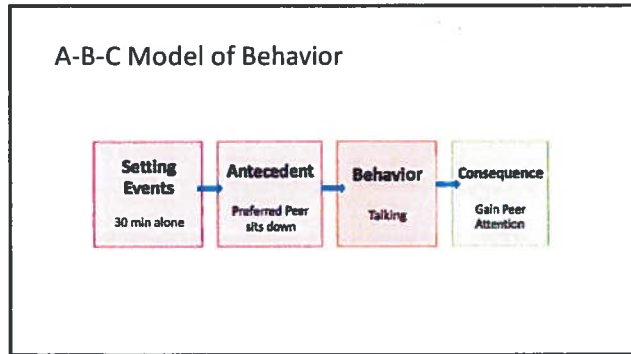 A-B-C Model of Behavior
Setting
Events
30 min alone
Antecedent
Preferred Peer
sits down
Behavior
Talking
Consequence
Gain Peer
Attention